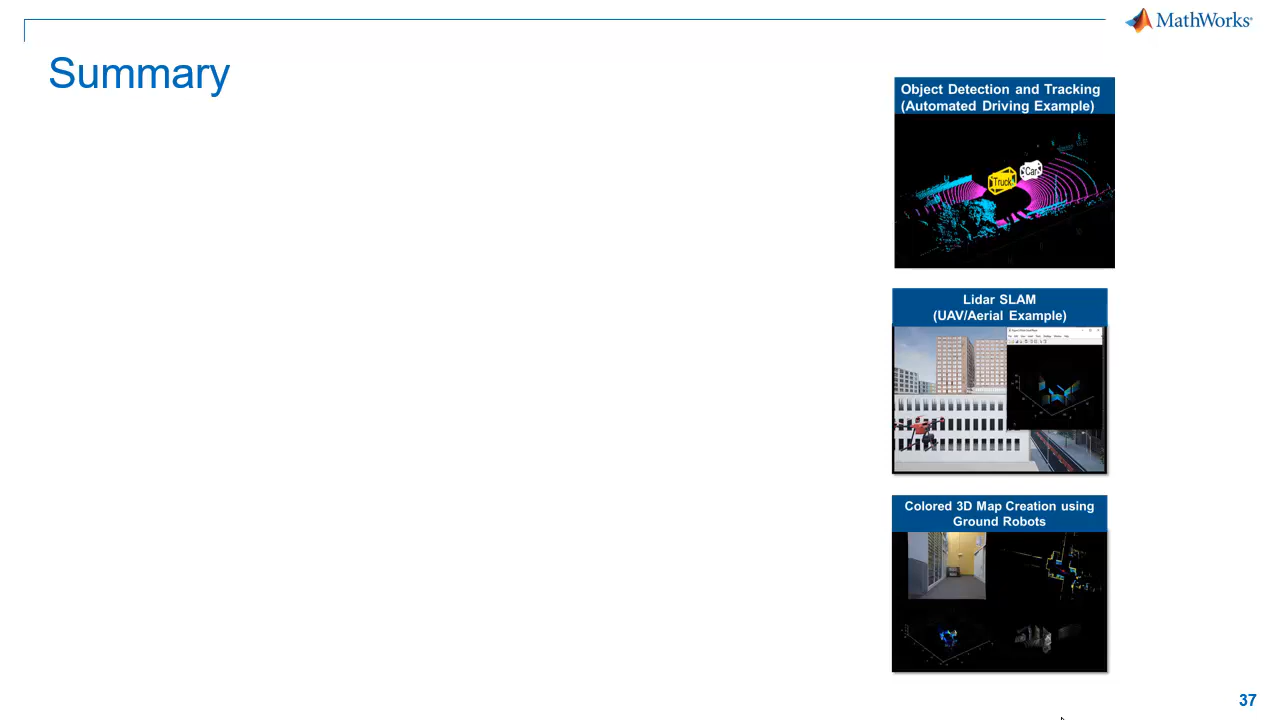 MathWorks
Summary
Object Detection and Tracking
(Automated Driving Example)
Truck
Car
Lidar SLAM
(UAV/Aerial Example)
Colored 3D Map Creation using
Ground Robots
37